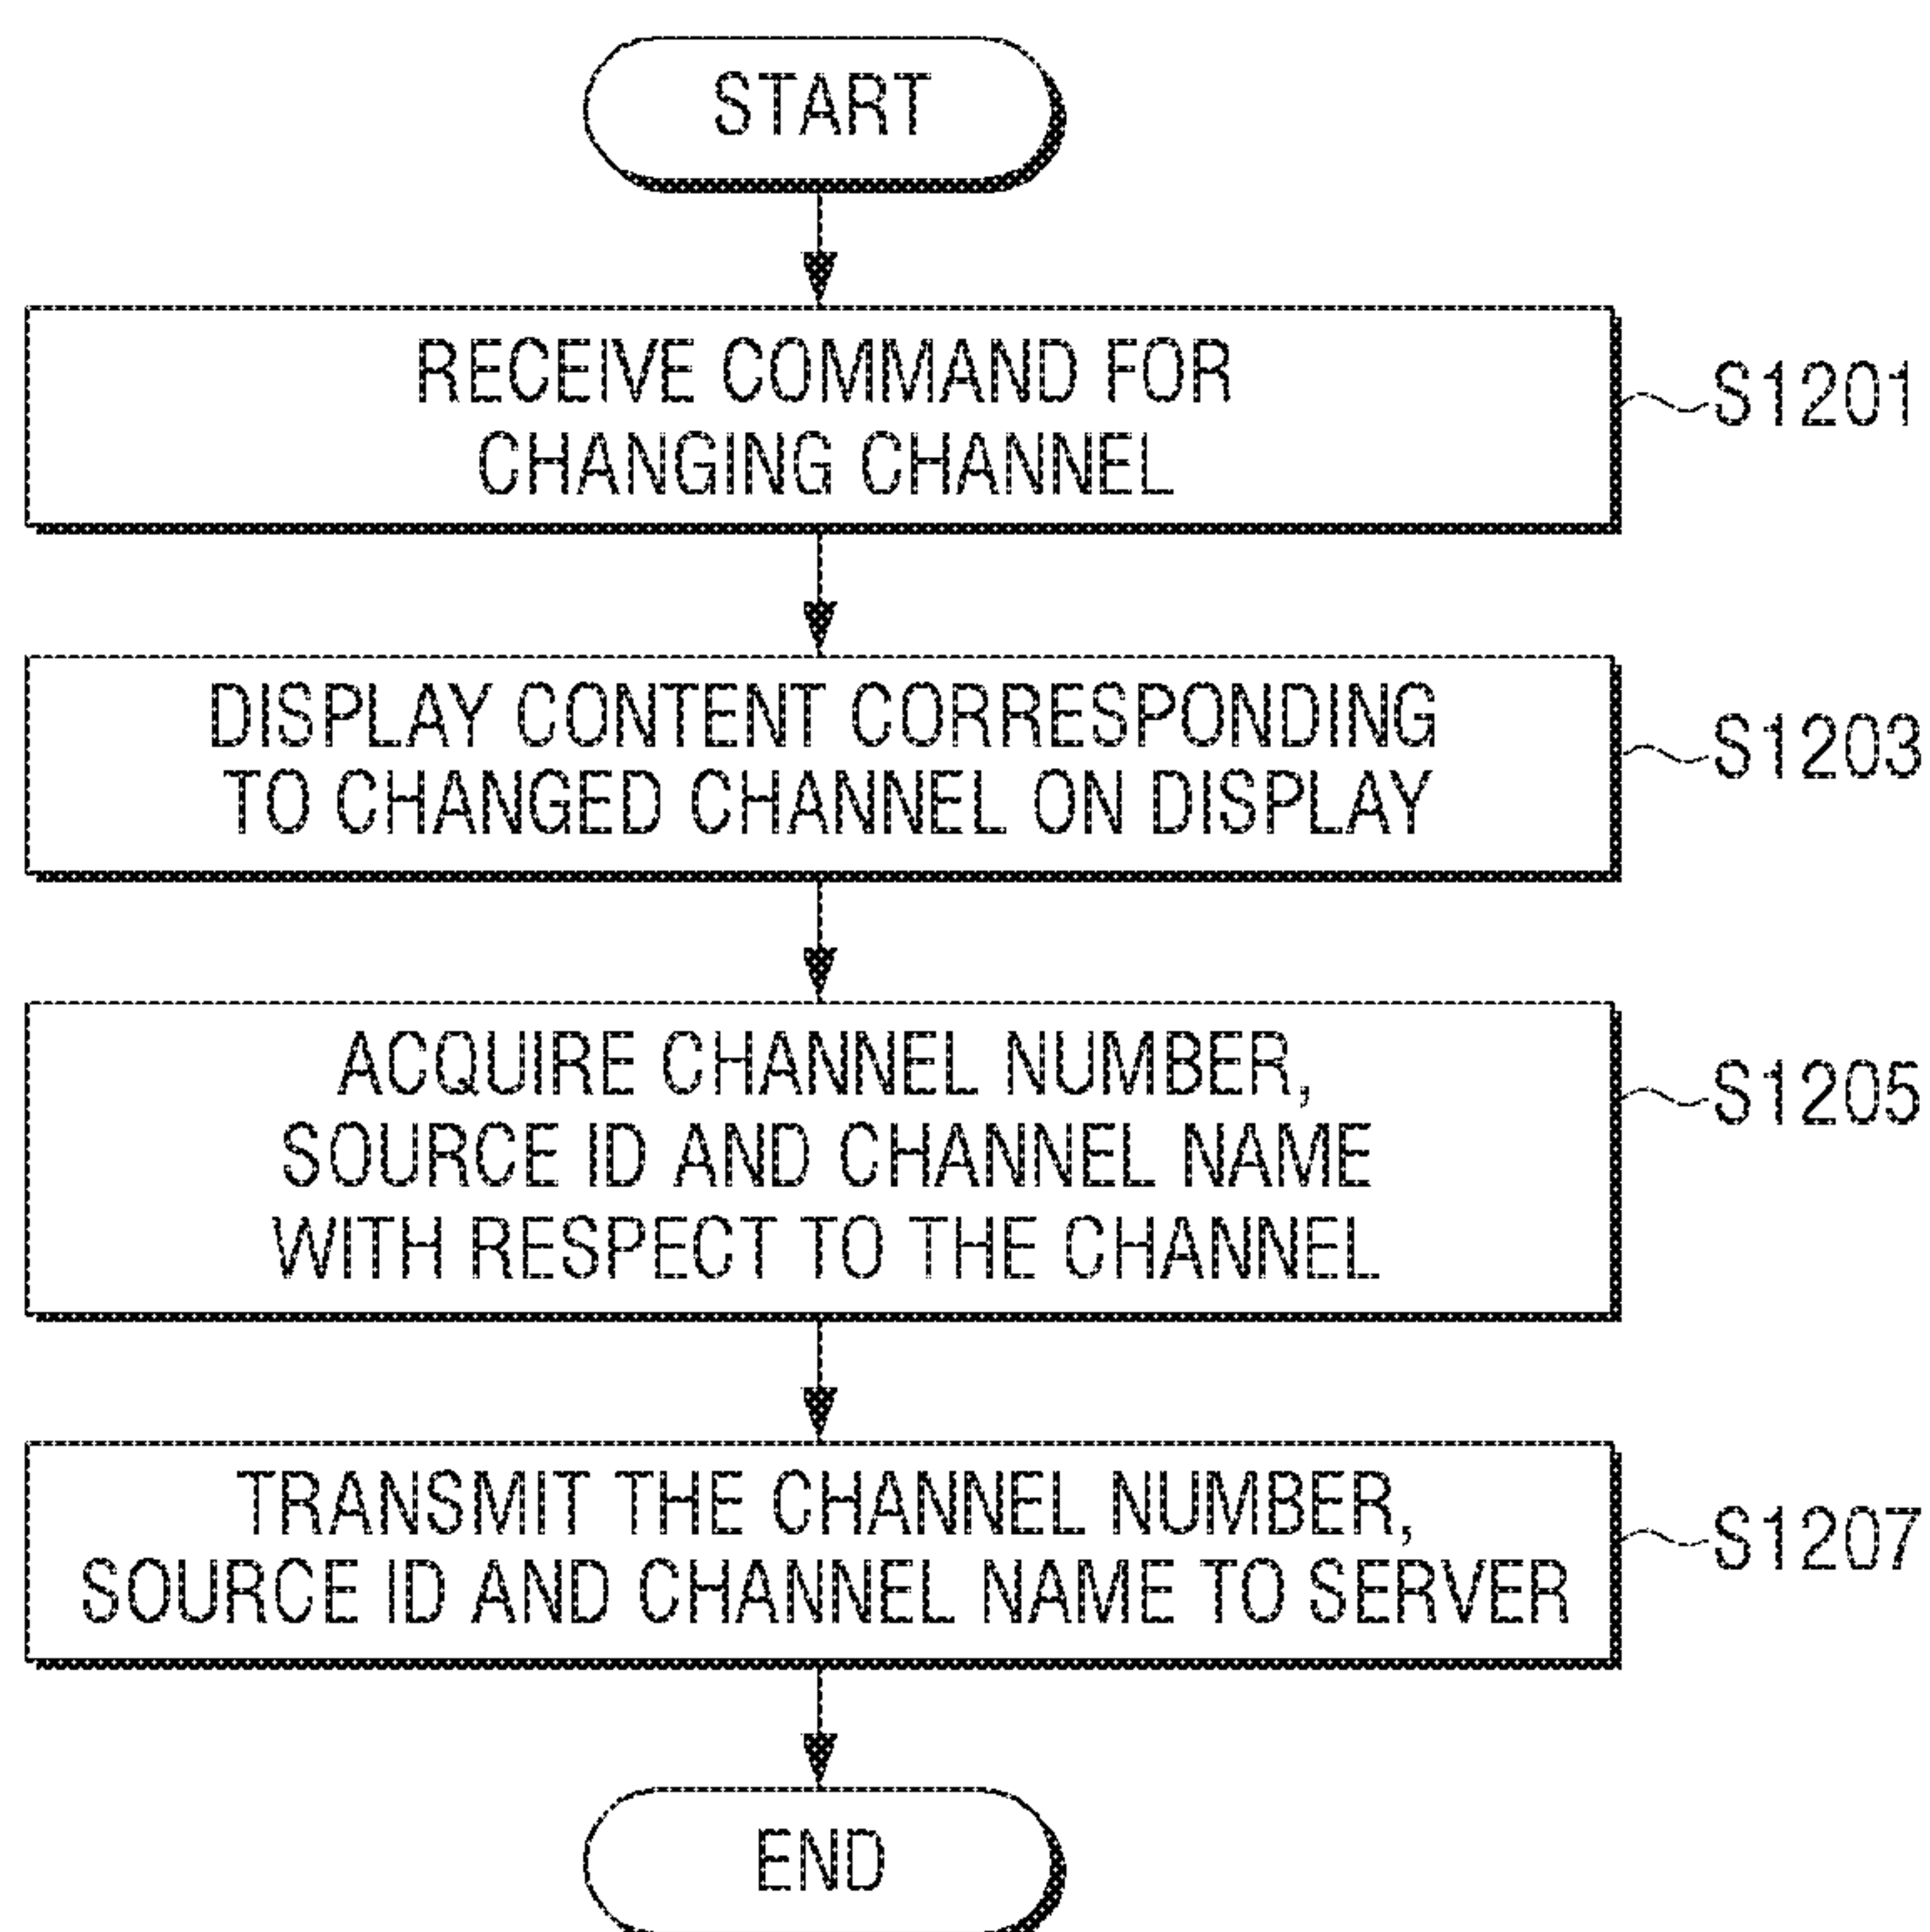 START
RECEIVE COMMAND FOR
CHANGING CHANNEL
S1201
DISPLAY CONTENT CORRESPONDING
TO CHANGED CHANNEL ON DISPLAY
S1203
ACQUIRE CHANNEL NUMBER,
SOURCE ID AND CHANNEL NAME
WITH RESPECT TO THE CHANNEL
S1205
TRANSMIT THE CHANNEL NUMBER,
SOURCE ID AND CHANNEL NAME TO SERVER
S1207
END